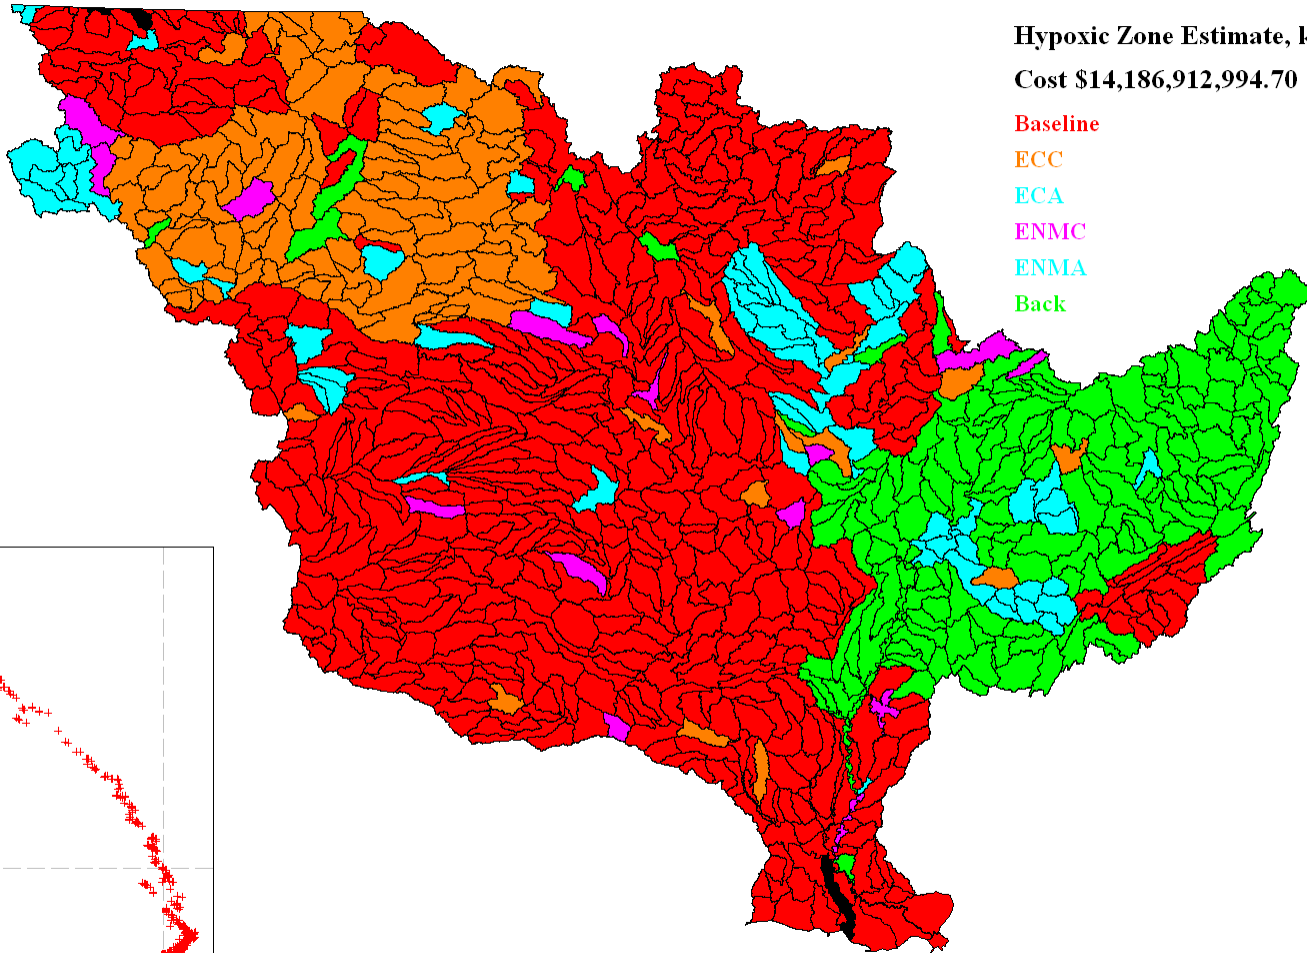 Hypoxic Zone Estimate,
Cost $14,186,912,994.70
Baseline
ECC
ECA
ENMC
ENMA
Back